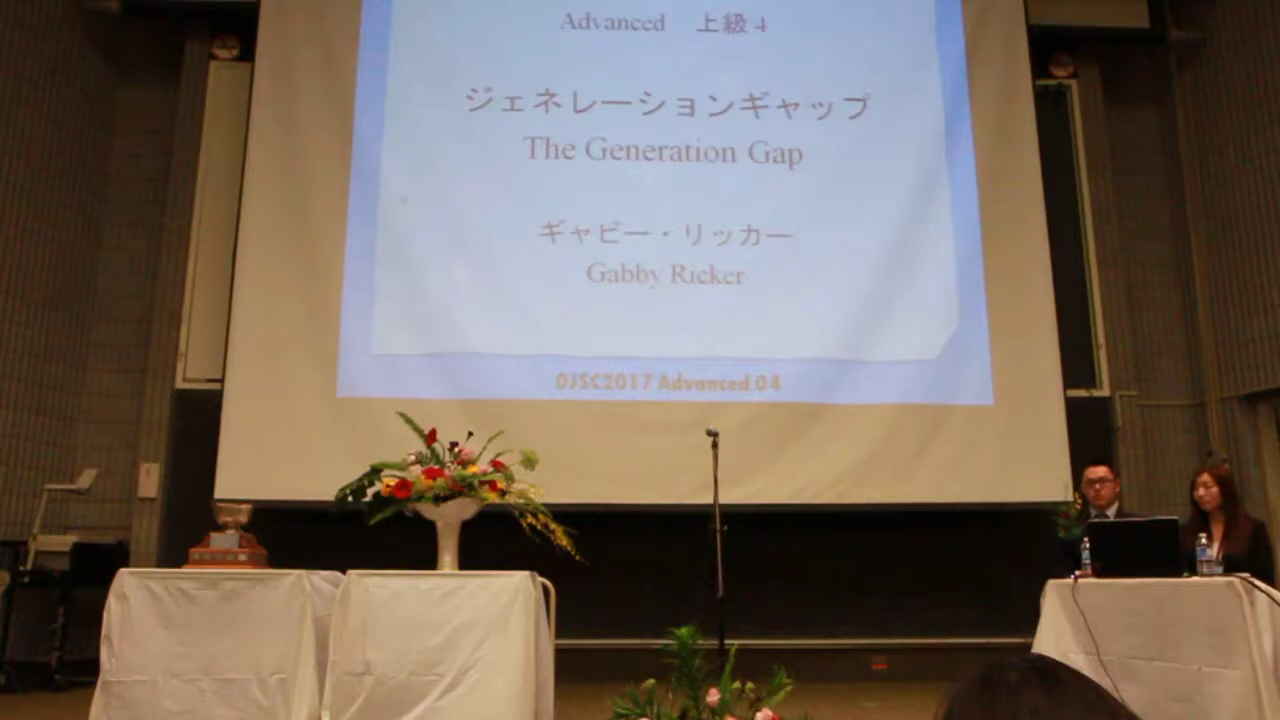 Advanced 上級 4
ジェネレーションギャップ
The Generation Gap
ギャビー・リッカー
Gabby Ricker
OJSC2017 Advanced 04